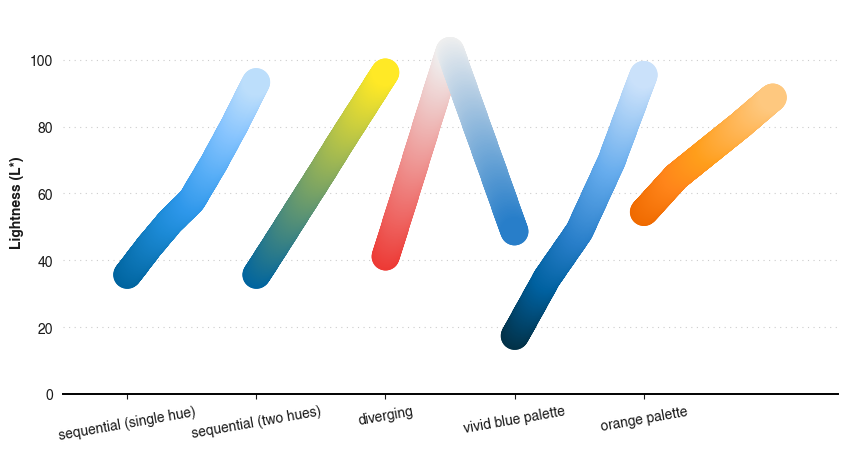 100
80
60
40
20
0
Lightness (L*)
sequential (single hue)
sequential (two hues)
diverging
vivid blue palette
orange palette